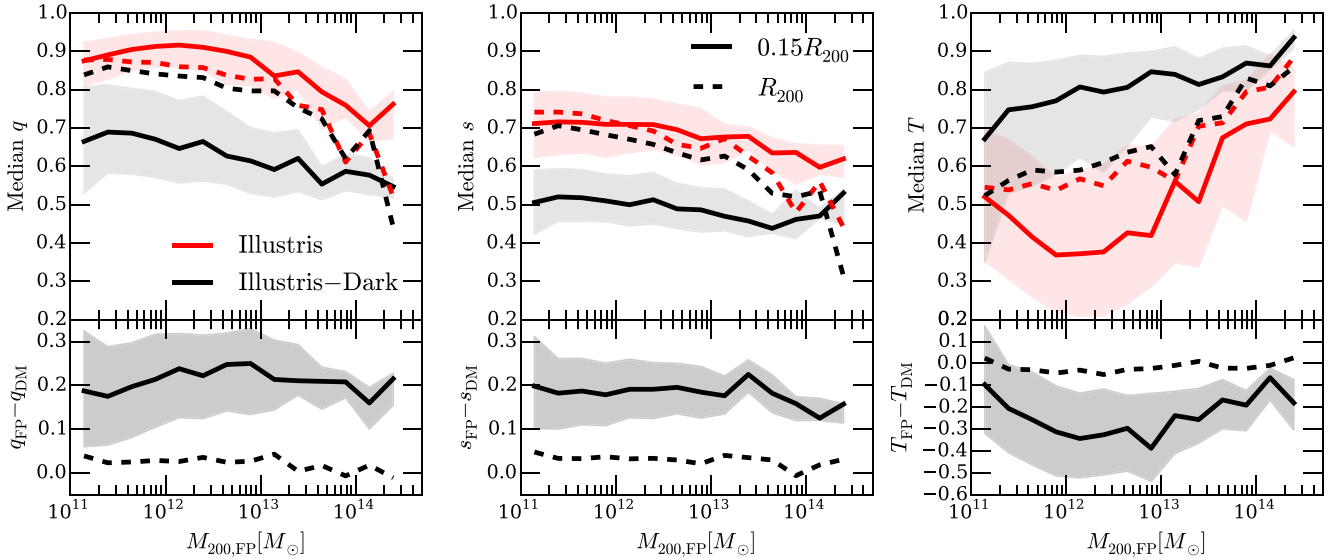 Median q
1.0
0.9
0.8
0.7
0.6
0.5
0.4
0.3
0.2
Illustris
Illustris−Dark
q_FP−q_DM
0.3
0.2
0.1
0.0
10^11 10^12 10^13 10^14
M_200,FP[M_⊙]
Median s
1.0
0.9
0.8
0.7
0.6
0.5
0.4
0.3
0.2
0.15R_200
R_200
s_FP−s_DM
0.3
0.2
0.1
0.0
10^11 10^12 10^13 10^14
M_200,FP[M_⊙]
Median T
1.0
0.9
0.8
0.7
0.6
0.5
0.4
0.3
0.2
T_FP−T_DM
0.1
0.0
−0.1
−0.2
−0.3
−0.4
−0.5
−0.6
10^11 10^12 10^13 10^14
M_200,FP[M_⊙]